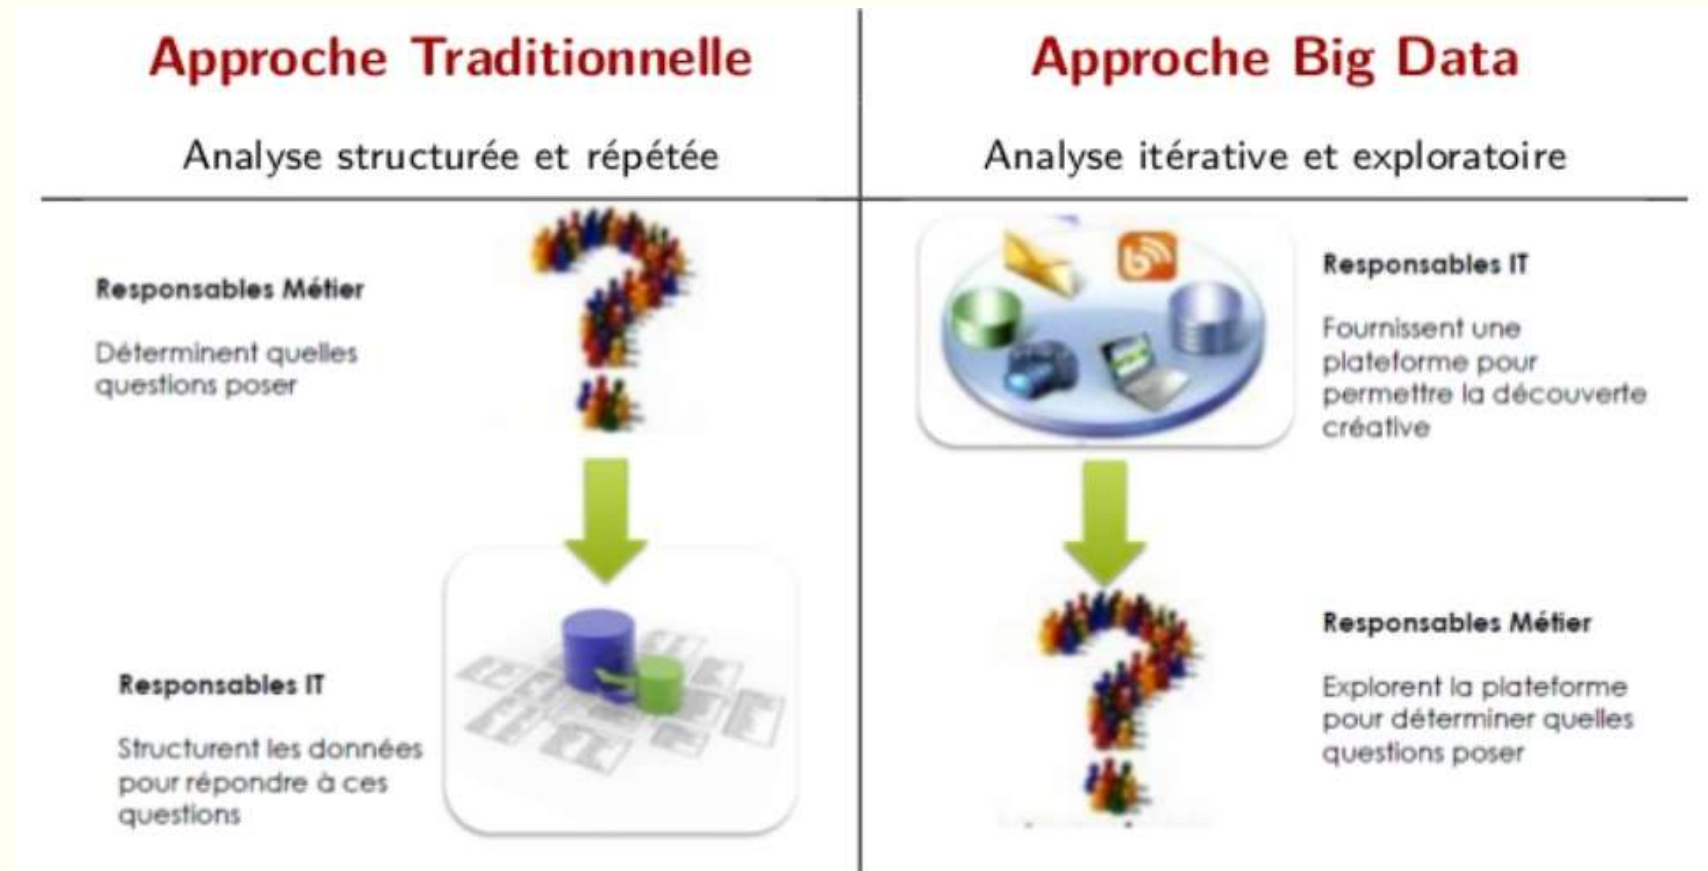 Approche Traditionnelle
Analyse structurée et répétée
Responsables Métier
Déterminent quelles
questions poser
Responsables IT
Structurent les données
pour répondre à ces
questions
Approche Big Data
Analyse itérative et exploratoire
Responsables IT
Fournissent une
plateforme pour
permettre la découverte
créative
Responsables Métier
Explorent la plateforme
pour déterminer quelles
questions poser